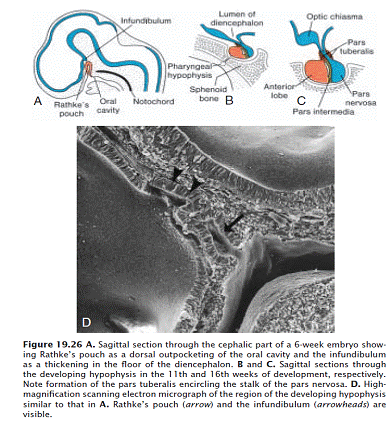 Infundibulum
Rathke's
pouch
Oral
cavity
Notochord
A
Lumen of
diencephalon
Pharyngeal
hypophysis
Sphenoid
bone
B
Optic chiasma
Pars
tuberalis
Anterior
lobe
Pars
nervosa
Pars intermedia
C
D
Figure 19.26 A. Sagittal section through the cephalic part of a 6-week embryo show-
ing Rathke's pouch as a dorsal outpocketing of the oral cavity and the infundibulum
as a thickening in the floor of the diencephalon. B and C. Sagittal sections through
the developing hypophysis in the 11th and 16th weeks of development, respectively.
Note formation of the pars tuberalis encircling the stalk of the pars nervosa. D. High-
magnification scanning electron micrograph of the region of the developing hypophysis
similar to that in A. Rathke's pouch (arrow) and the infundibulum (arrowheads) are
visible.